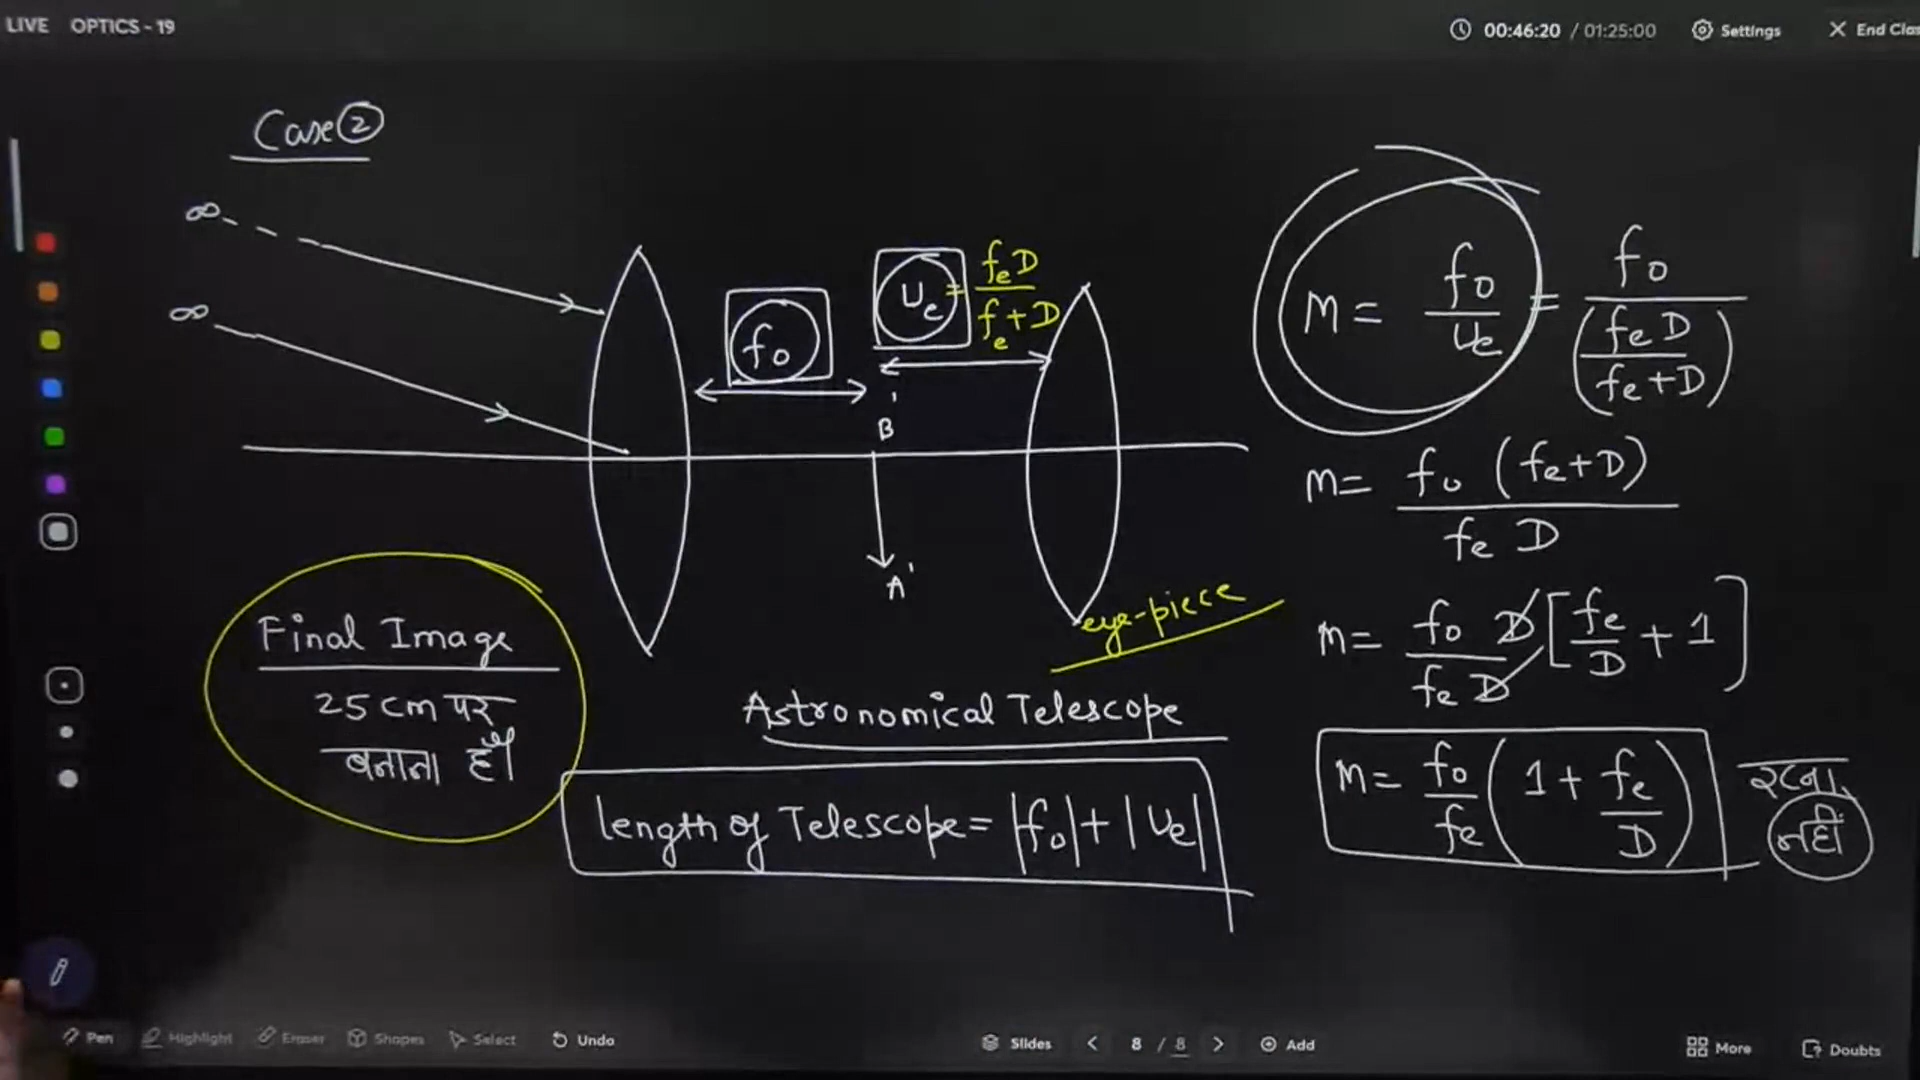 LIVE OPTICS - 19
00:46:20 / 01:25:00 Settings End Clas
Case ②
∞
∞
f₀
uₑ = fₑD / fₑ+D
B'
A'
eye-piece
Final Image
25 cm पर
बनाना है।
Astronomical Telescope
length of Telescope = |f₀| + |uₑ|
m = f₀/uₑ = f₀ / (fₑD / fₑ+D)
m = f₀ (fₑ+D) / fₑ D
m = f₀ D / fₑ D [fₑ/D + 1]
m = f₀/fₑ (1 + fₑ/D)
रटना
नहीं
Pen Highlight Eraser Shapes Select Undo
Slides < 8 / 8 > Add
More Doubts